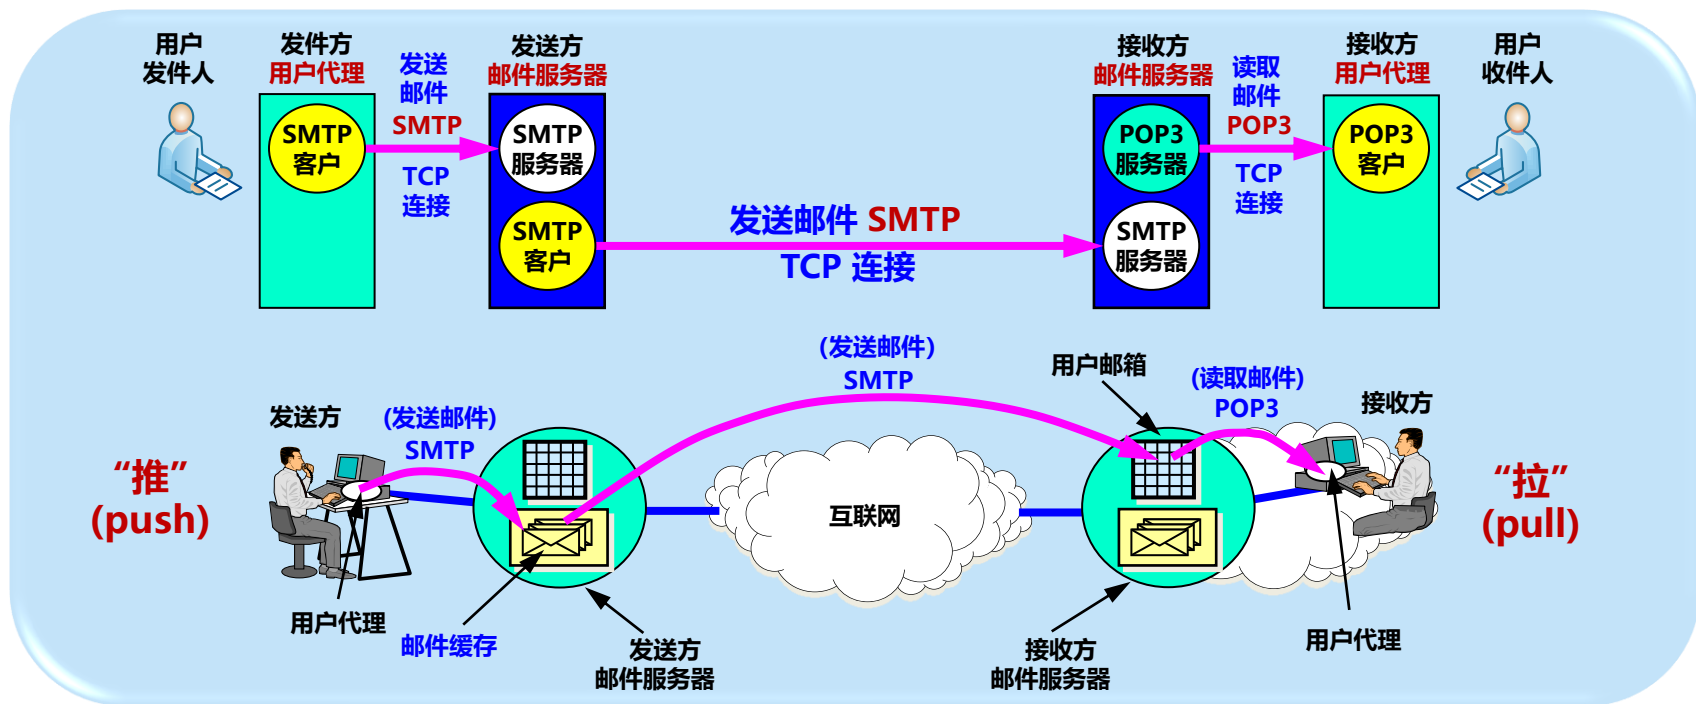 用户
发件人
发件方
用户代理
发送
邮件
SMTP
TCP
连接
发送方
邮件服务器
接收方
邮件服务器
读取
邮件
POP3
TCP
连接
接收方
用户代理
用户
收件人
SMTP
客户
SMTP
服务器
SMTP
客户
发送邮件 SMTP
TCP 连接
POP3
服务器
SMTP
服务器
POP3
客户
(发送邮件)
SMTP
用户邮箱
(读取邮件)
POP3
发送方
(发送邮件)
SMTP
接收方
“推”
(push)
互联网
“拉”
(pull)
用户代理
邮件缓存
发送方
邮件服务器
接收方
邮件服务器
用户代理